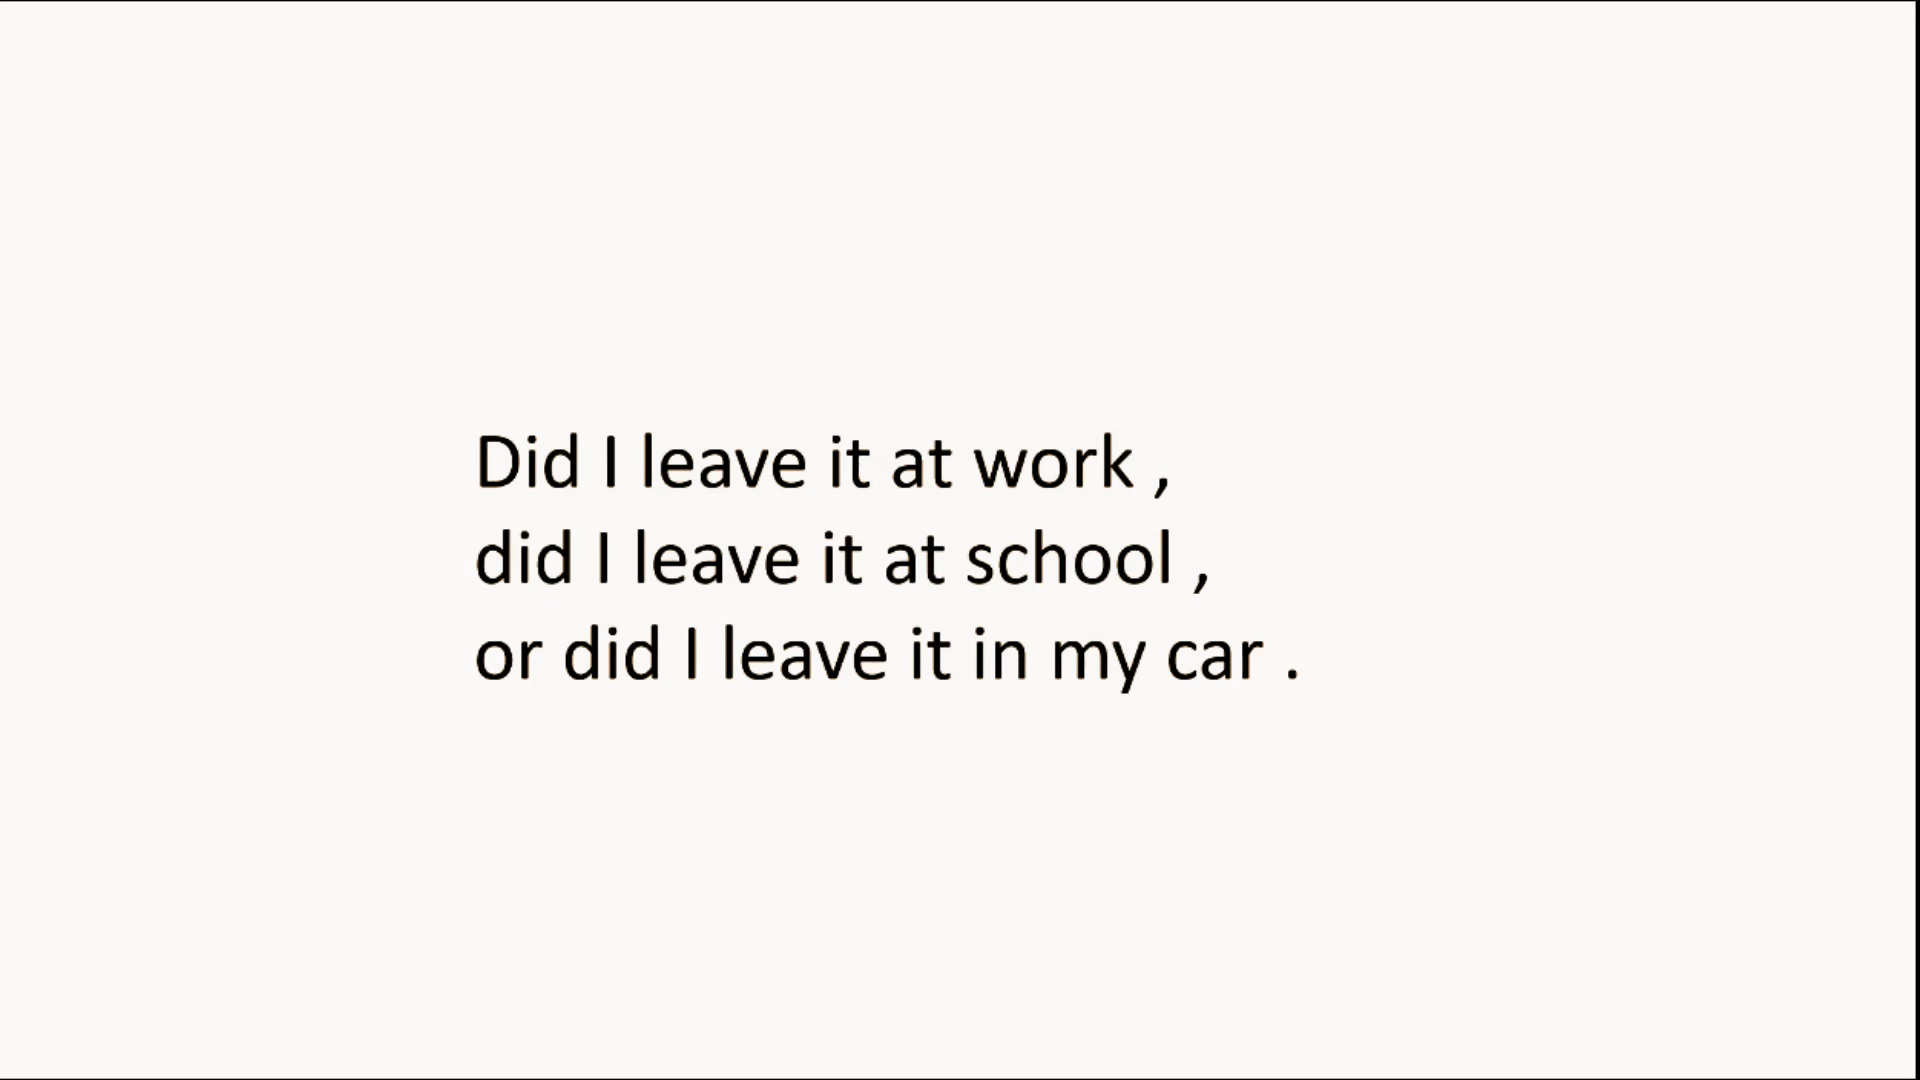 Did I leave it at work ,
did I leave it at school ,
or did I leave it in my car .